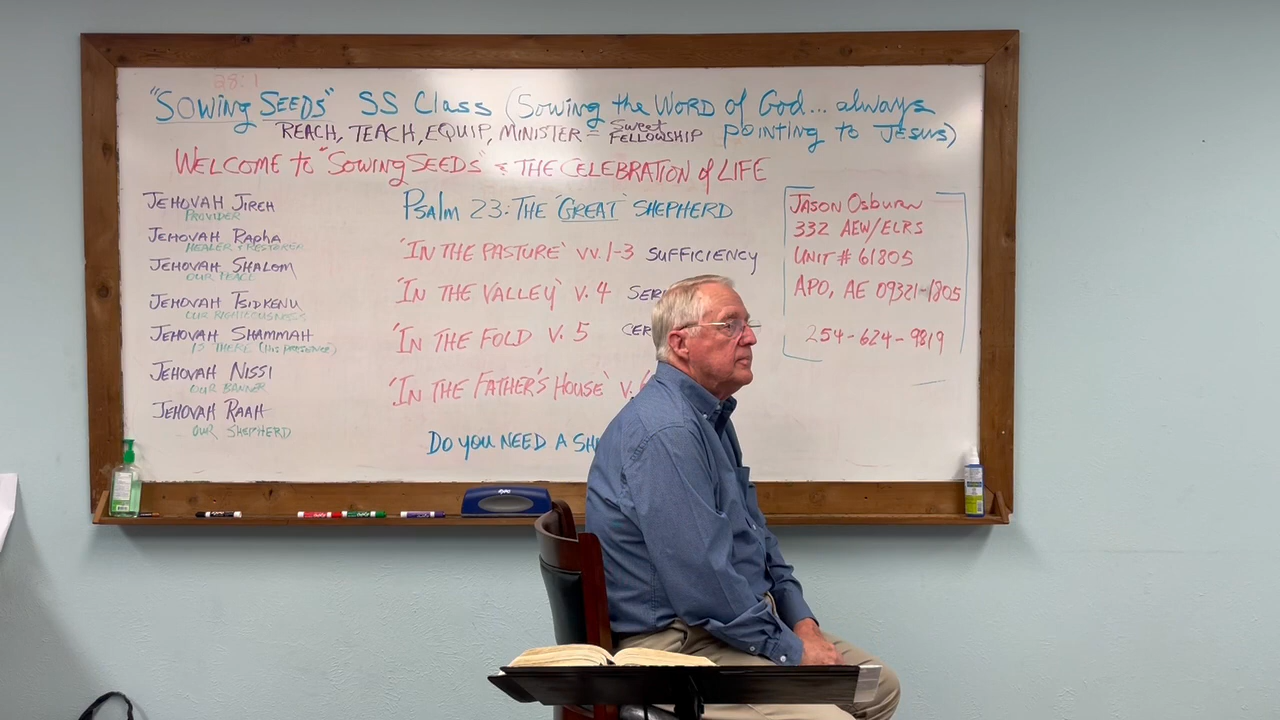 28:1
"SOWING SEEDS" SS CLASS (SOWING THE WORD OF GOD... always
pointing to JESUS)
REACH, TEACH, EQUIP, MINISTER = SWEET FELLOWSHIP
WELCOME TO "SOWING SEEDS" & THE CELEBRATION of LIFE
JEHOVAH JIREH
PROVIDER
JEHOVAH RAPHA
HEALER & RESTORER
JEHOVAH SHALOM
OUR PEACE
JEHOVAH TSIDKENU
OUR RIGHTEOUSNESS
JEHOVAH SHAMMAH
IS THERE (HIS PRESENCE)
JEHOVAH NISSI
OUR BANNER
JEHOVAH RAAH
OUR SHEPHERD
Psalm 23: THE 'GREAT' SHEPHERD
'IN THE PASTURE' vv. 1-3 SUFFICIENCY
'IN THE VALLEY' v. 4 SER
'IN THE FOLD v. 5 CER
'IN THE FATHER'S HOUSE' v. 6
DO YOU NEED A SH
JASON OSBURN
332 AEW/ELRS
UNIT # 61805
APO, AE 09321-1805
254-624-9819